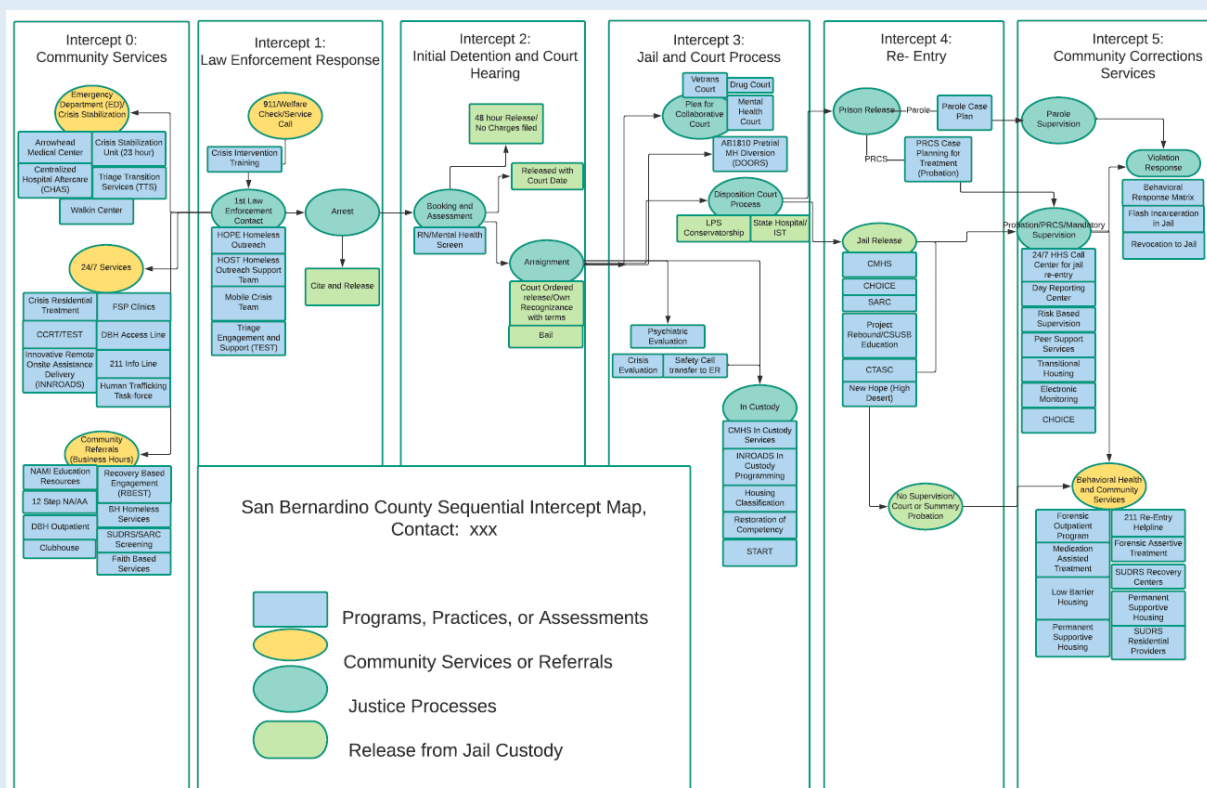 Intercept 0:
Community Services
Emergency
Department (ED)/
Crisis Stabilization
Arrowhead
Medical Center
Crisis Stabilization
Unit (23 hour)
Centralized
Hospital Aftercare
(CHAS)
Triage Transition
Services (TTS)
Walkin Center
24/7 Services
Crisis Residential
Treatment
FSP Clinics
CCRT/TEST
DBH Access Line
Innovative Remote
Onsite Assistance
Delivery
(INNROADS)
211 Info Line
Human Trafficking
Task-force
Community
Referrals
(Business Hours)
NAMI Education
Resources
Recovery Based
Engagement
(RBEST)
12 Step NA/AA
BH Homeless
Services
DBH Outpatient
SUDRS/SARC
Screening
Clubhouse
Faith Based
Services
Intercept 1:
Law Enforcement Response
911/Welfare
Check/Service
Call
Crisis Intervention
Training
1st Law
Enforcement
Contact
Arrest
HOPE Homeless
Outreach
HOST Homeless
Outreach Support
Team
Mobile Crisis
Team
Triage
Engagement and
Support (TEST)
Cite and Release
Intercept 2:
Initial Detention and Court
Hearing
48 hour Release/
No Charges filed
Released with
Court Date
Booking and
Assessment
RN/Mental Health
Screen
Arraignment
Court Ordered
release/Own
Recognizance
with terms
Bail
Intercept 3:
Jail and Court Process
Vetrans
Court
Drug Court
Plea for
Collaborative
Court
Mental
Health
Court
AB1810 Pretrial
MH Diversion
(DOORS)
Disposition Court
Process
LPS
Conservatorship
State Hospital/
IST
Psychiatric
Evaluation
Crisis
Evaluation
Safety Cell
transfer to ER
In Custody
CMHS In Custody
Services
INROADS In
Custody
Programming
Housing
Classification
Restoration of
Competency
START
Intercept 4:
Re- Entry
Prison Release
Parole
Parole Case
Plan
PRCS
PRCS Case
Planning for
Treatment
(Probation)
Jail Release
CMHS
CHOICE
SARC
Project
Rebound/CSUSB
Education
CTASC
New Hope (High
Desert)
No Supervision/
Court or Summary
Probation
Intercept 5:
Community Corrections
Services
Parole
Supervision
Violation
Response
Behavioral
Response Matrix
Flash Incarceration
in Jail
Revocation to Jail
Probation/PRCS/Mandatory
Supervision
24/7 HHS Call
Center for jail
re-entry
Day Reporting
Center
Risk Based
Supervision
Peer Support
Services
Transitional
Housing
Electronic
Monitoring
CHOICE
Behavioral Health
and Community
Services
Forensic
Outpatient
Program
211 Re-Entry
Helpline
Medication
Assisted
Treatment
Forensic Assertive
Treatment
SUDRS Recovery
Centers
Low Barrier
Housing
Permanent
Supportive
Housing
Permanent
Supportive
Housing
SUDRS
Residential
Providers
San Bernardino County Sequential Intercept Map,
Contact: xxx
Programs, Practices, or Assessments
Community Services or Referrals
Justice Processes
Release from Jail Custody